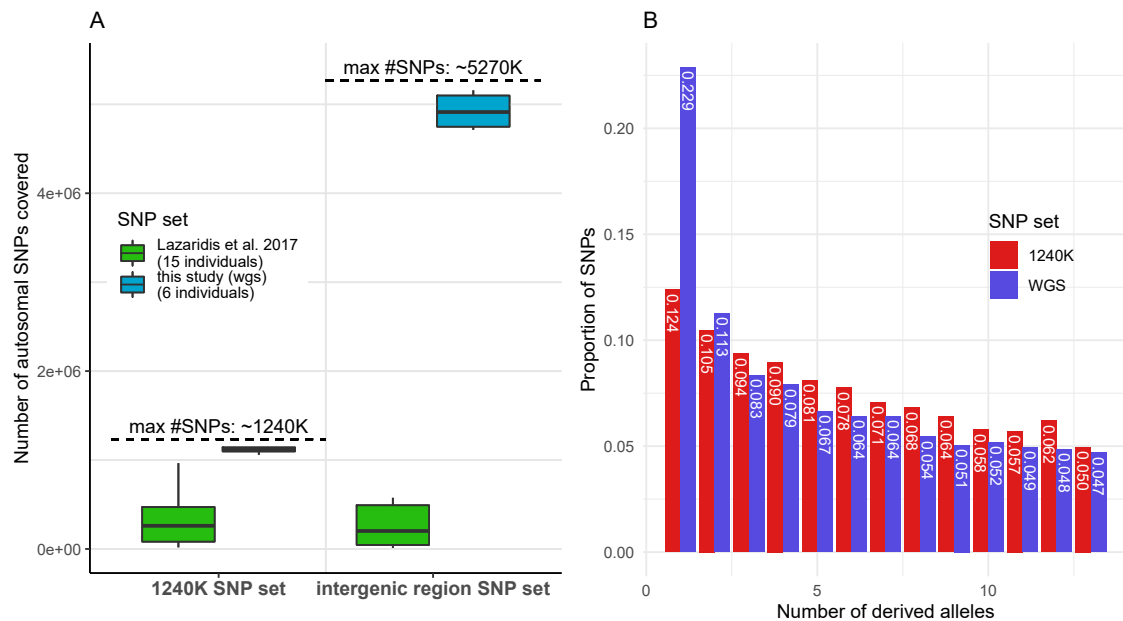 A
Number of autosomal SNPs covered
4e+06
2e+06
0e+00
max #SNPs: ~5270K
SNP set
Lazaridis et al. 2017
(15 individuals)
this study (wgs)
(6 individuals)
max #SNPs: ~1240K
1240K SNP set
intergenic region SNP set
B
Proportion of SNPs
0.20
0.15
0.10
0.05
0.00
0.124
0.229
0.105
0.113
0.094
0.083
0.090
0.079
0.081
0.067
0.078
0.064
0.071
0.064
0.068
0.054
0.064
0.051
0.058
0.052
0.057
0.049
0.062
0.048
0.050
0.047
SNP set
1240K
WGS
0
5
10
Number of derived alleles